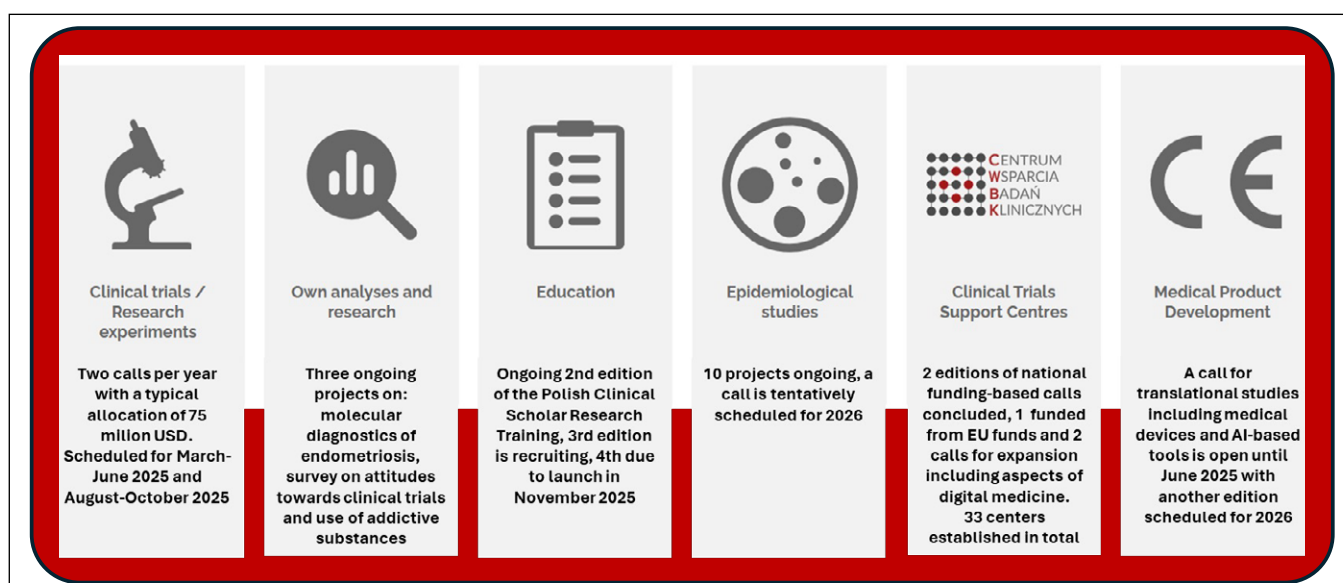 Clinical trials /
Research
experiments
Two calls per year
with a typical
allocation of 75
milion USD.
Scheduled for March-
June 2025 and
August-October 2025
Own analyses and
research
Three ongoing
projects on:
molecular
diagnostics of
endometriosis,
survey on attitudes
towards clinical trials
and use of addictive
substances
Education
Ongoing 2nd edition
of the Polish Clinical
Scholar Research
Training, 3rd edition
is recruiting, 4th due
to launch in
November 2025
Epidemiological
studies
10 projects ongoing, a
call is tentatively
scheduled for 2026
CENTRUM
WSPARCIA
BADAŃ
KLINICZNYCH
Clinical Trials
Support Centres
2 editions of national
funding-based calls
concluded, 1 funded
from EU funds and 2
calls for expansion
including aspects of
digital medicine.
33 centers
established in total
CE
Medical Product
Development
A call for
translational studies
including medical
devices and AI-based
tools is open until
June 2025 with
another edition
scheduled for 2026